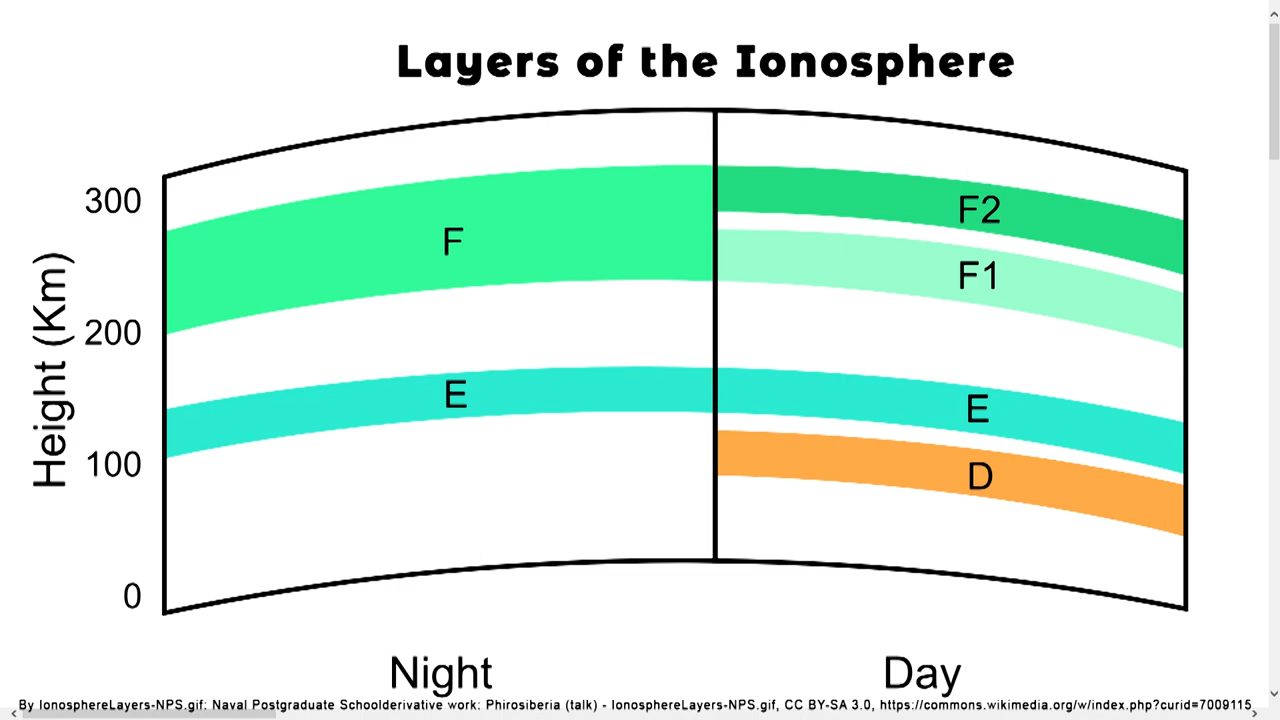 Layers of the Ionosphere
300
F2
F
F1
Height (Km)
200
E
E
100
D
0
Night
Day
By IonosphereLayers-NPS.gif: Naval Postgraduate Schoolderivative work: Phirosiberia (talk) - IonosphereLayers-NPS.gif, CC BY-SA 3.0, https://commons.wikimedia.org/w/index.php?curid=7009115